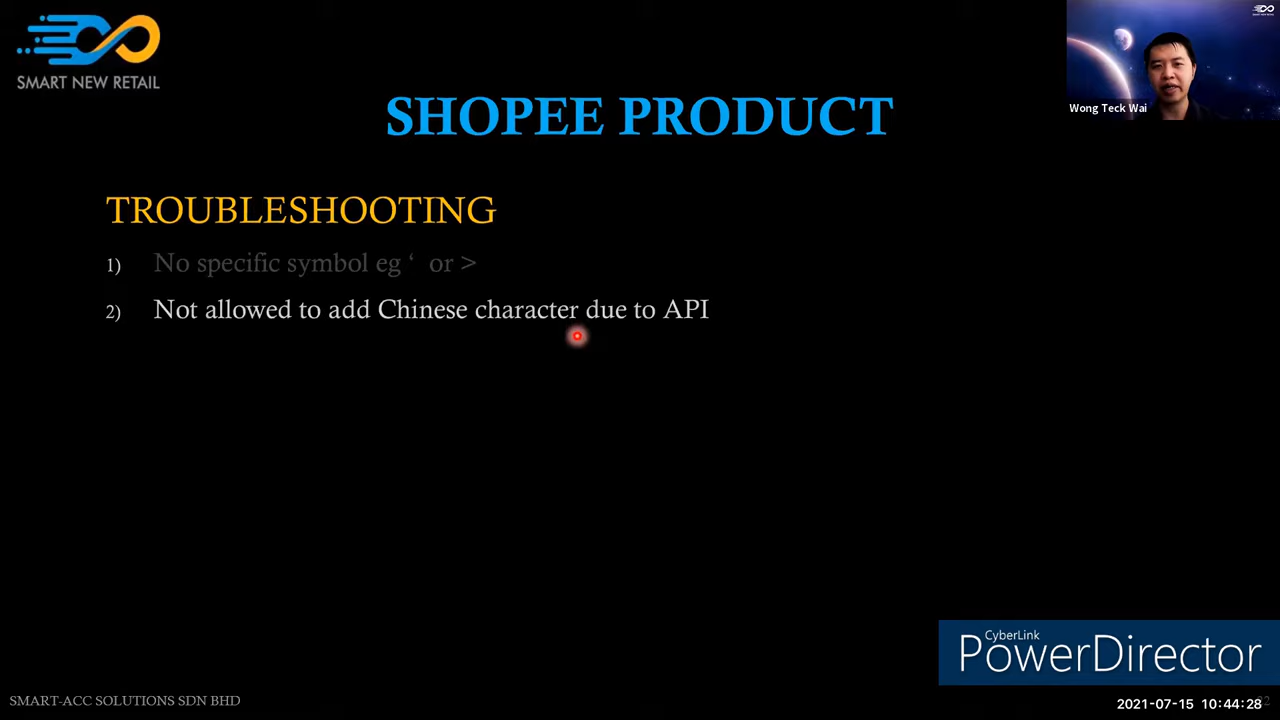 SMART NEW RETAIL
Wong Teck Wai
SHOPEE PRODUCT
TROUBLESHOOTING
1) No specific symbol eg ‘ or >
2) Not allowed to add Chinese character due to API
CyberLink
PowerDirector
SMART-ACC SOLUTIONS SDN BHD
2021-07-15 10:44:28